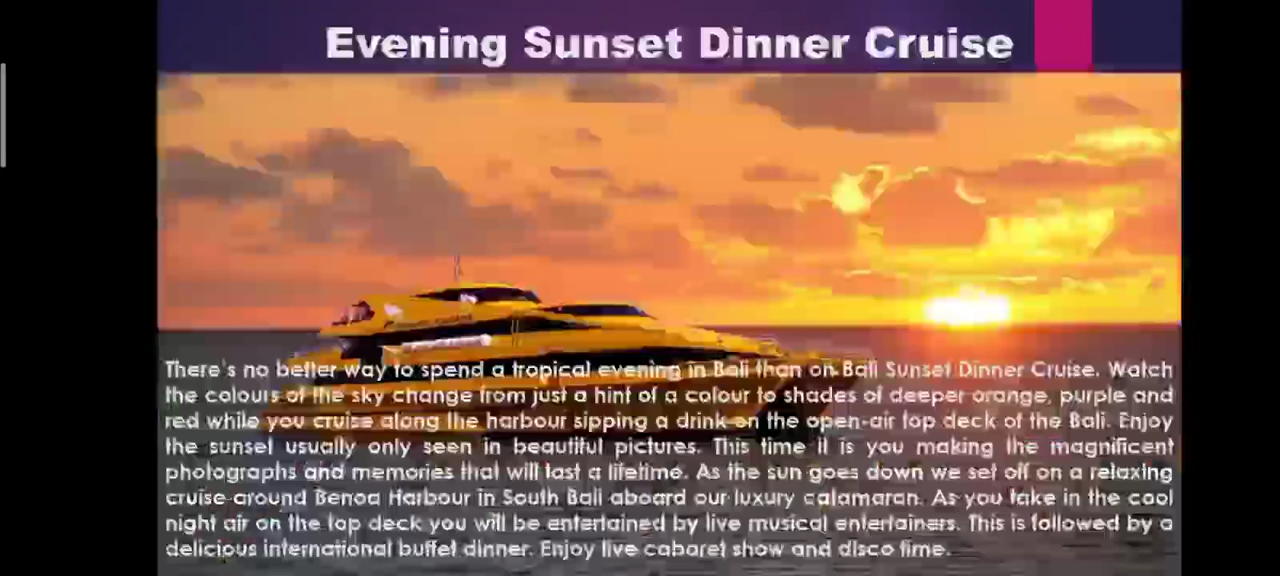 Evening Sunset Dinner Cruise
There's no better way to spend a tropical evening in Bali than on Bali Sunset Dinner Cruise. Watch
the colours of the sky change from just a hint of a colour to shades of deeper orange, purple and
red while you cruise along the harbour sipping a drink on the open-air top deck of the Bali. Enjoy
the sunset usually only seen in beautiful pictures. This time it is you making the magnificent
photographs and memories that will last a lifetime. As the sun goes down we set off on a relaxing
cruise around Benoa Harbour in South Bali aboard our luxury catamaran. As you take in the cool
night air on the top deck you will be entertained by live musical entertainers. This is followed by a
delicious international buffet dinner. Enjoy live cabaret show and disco time.